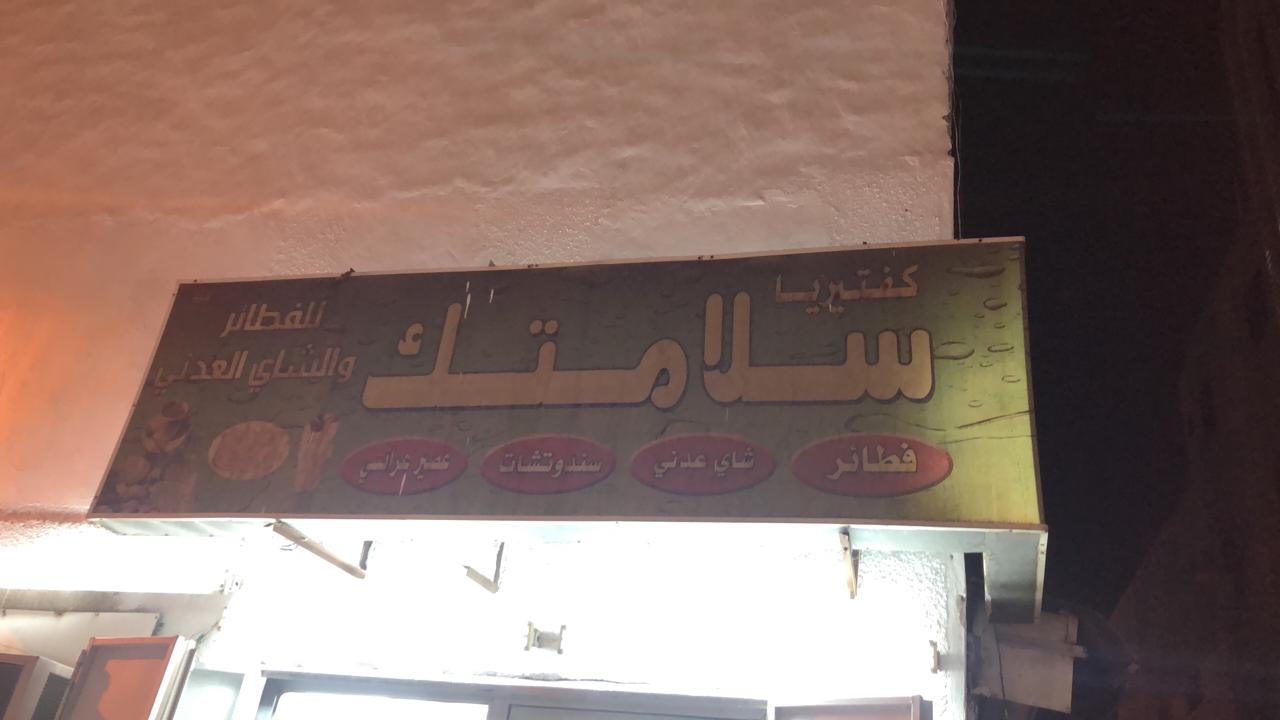 كفتيريا
سلامتك
للفطائر
والشاي العدني
فطائر
شاي عدني
سندوتشات
عصير